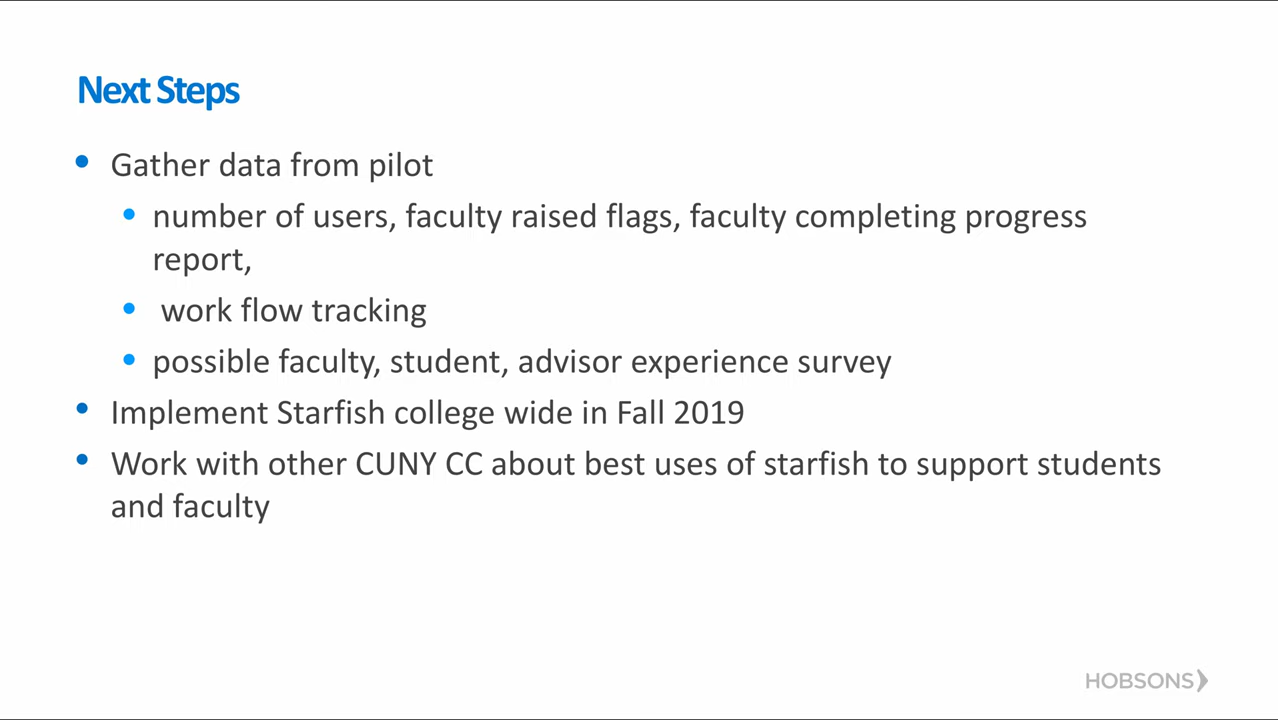 Next Steps
• Gather data from pilot
• number of users, faculty raised flags, faculty completing progress
report,
• work flow tracking
• possible faculty, student, advisor experience survey
• Implement Starfish college wide in Fall 2019
• Work with other CUNY CC about best uses of starfish to support students
and faculty
HOBSONS